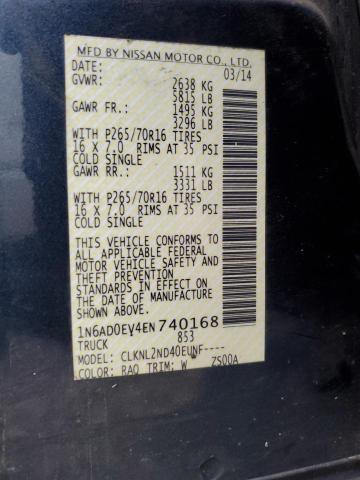 MFD BY NISSAN MOTOR CO., LTD.
DATE: 03/14
GVWR: 2638 KG
5815 LB
GAWR FR.: 1495 KG
3296 LB
WITH P265/70R16 TIRES
16 X 7.0 RIMS AT 35 PSI
COLD SINGLE
GAWR RR.: 1511 KG
3331 LB
WITH P265/70R16 TIRES
16 X 7.0 RIMS AT 35 PSI
COLD SINGLE
THIS VEHICLE CONFORMS TO
ALL APPLICABLE FEDERAL
MOTOR VEHICLE SAFETY AND
THEFT PREVENTION
STANDARDS IN EFFECT ON
THE DATE OF MANUFACTURE
SHOWN ABOVE.
1N6AD0EV4EN740168
TRUCK 853
MODEL: CLKNL2ND40EUNF----
COLOR: RAQ TRIM: W ZS00A